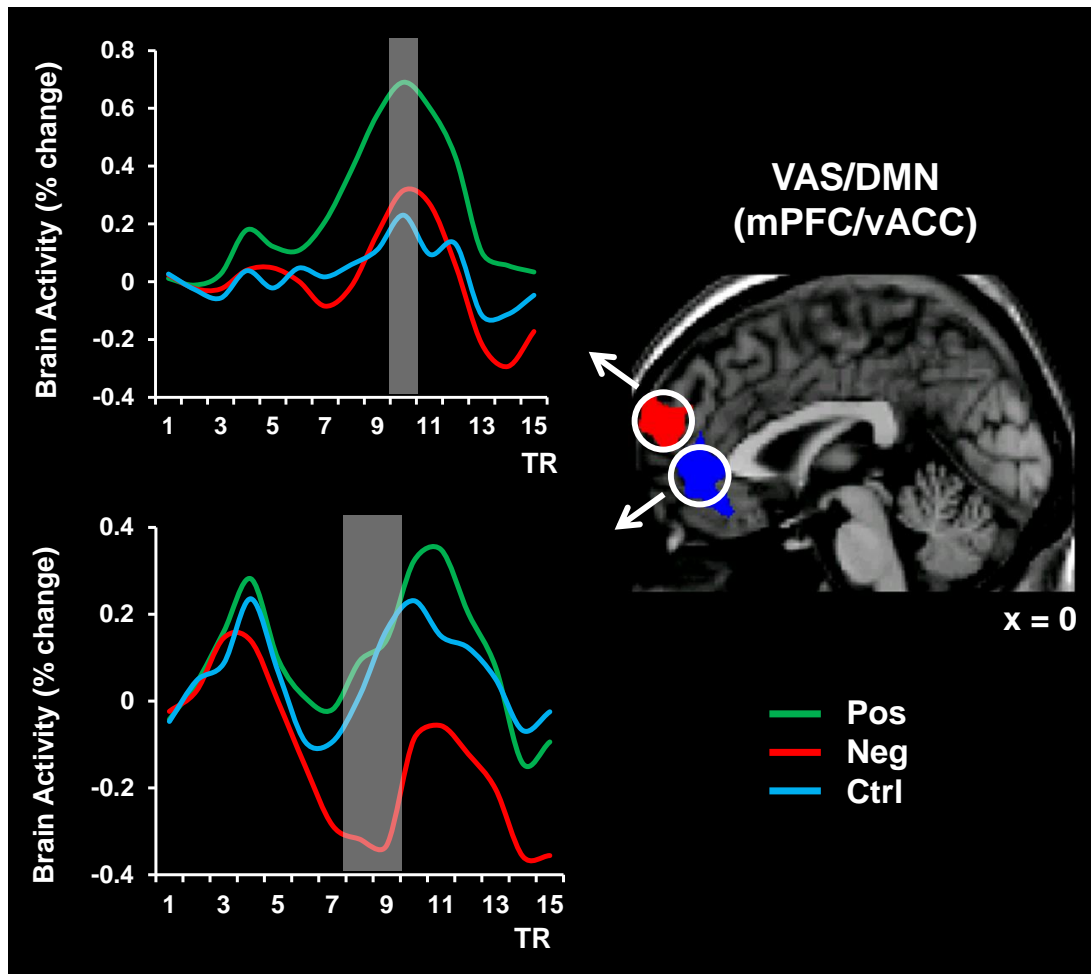 Brain Activity (% change)
0.8
0.6
0.4
0.2
0
-0.2
-0.4
1 3 5 7 9 11 13 15
TR
VAS/DMN
(mPFC/vACC)
x = 0
Brain Activity (% change)
0.4
0.2
0
-0.2
-0.4
1 3 5 7 9 11 13 15
TR
Pos
Neg
Ctrl